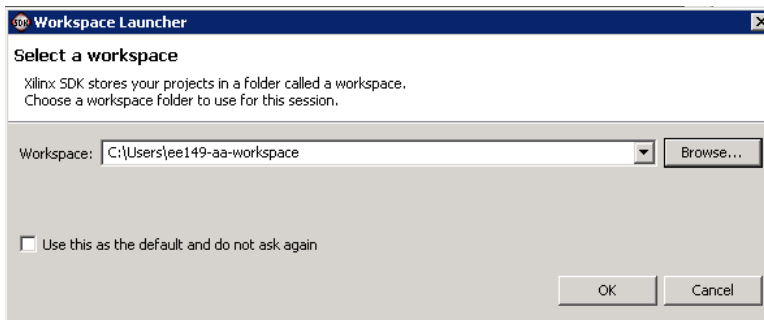 SDK Workspace Launcher
Select a workspace
Xilinx SDK stores your projects in a folder called a workspace.
Choose a workspace folder to use for this session.
Workspace: C:\Users\ee149-aa-workspace Browse...
Use this as the default and do not ask again
OK Cancel